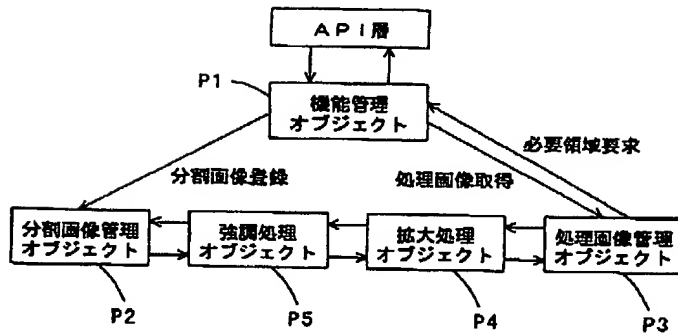 API層
P1
機能管理
オブジェクト
必要領域要求
分割画像登録
処理画像取得
分割画像管理
オブジェクト
強調処理
オブジェクト
拡大処理
オブジェクト
処理画像管理
オブジェクト
P2
P5
P4
P3